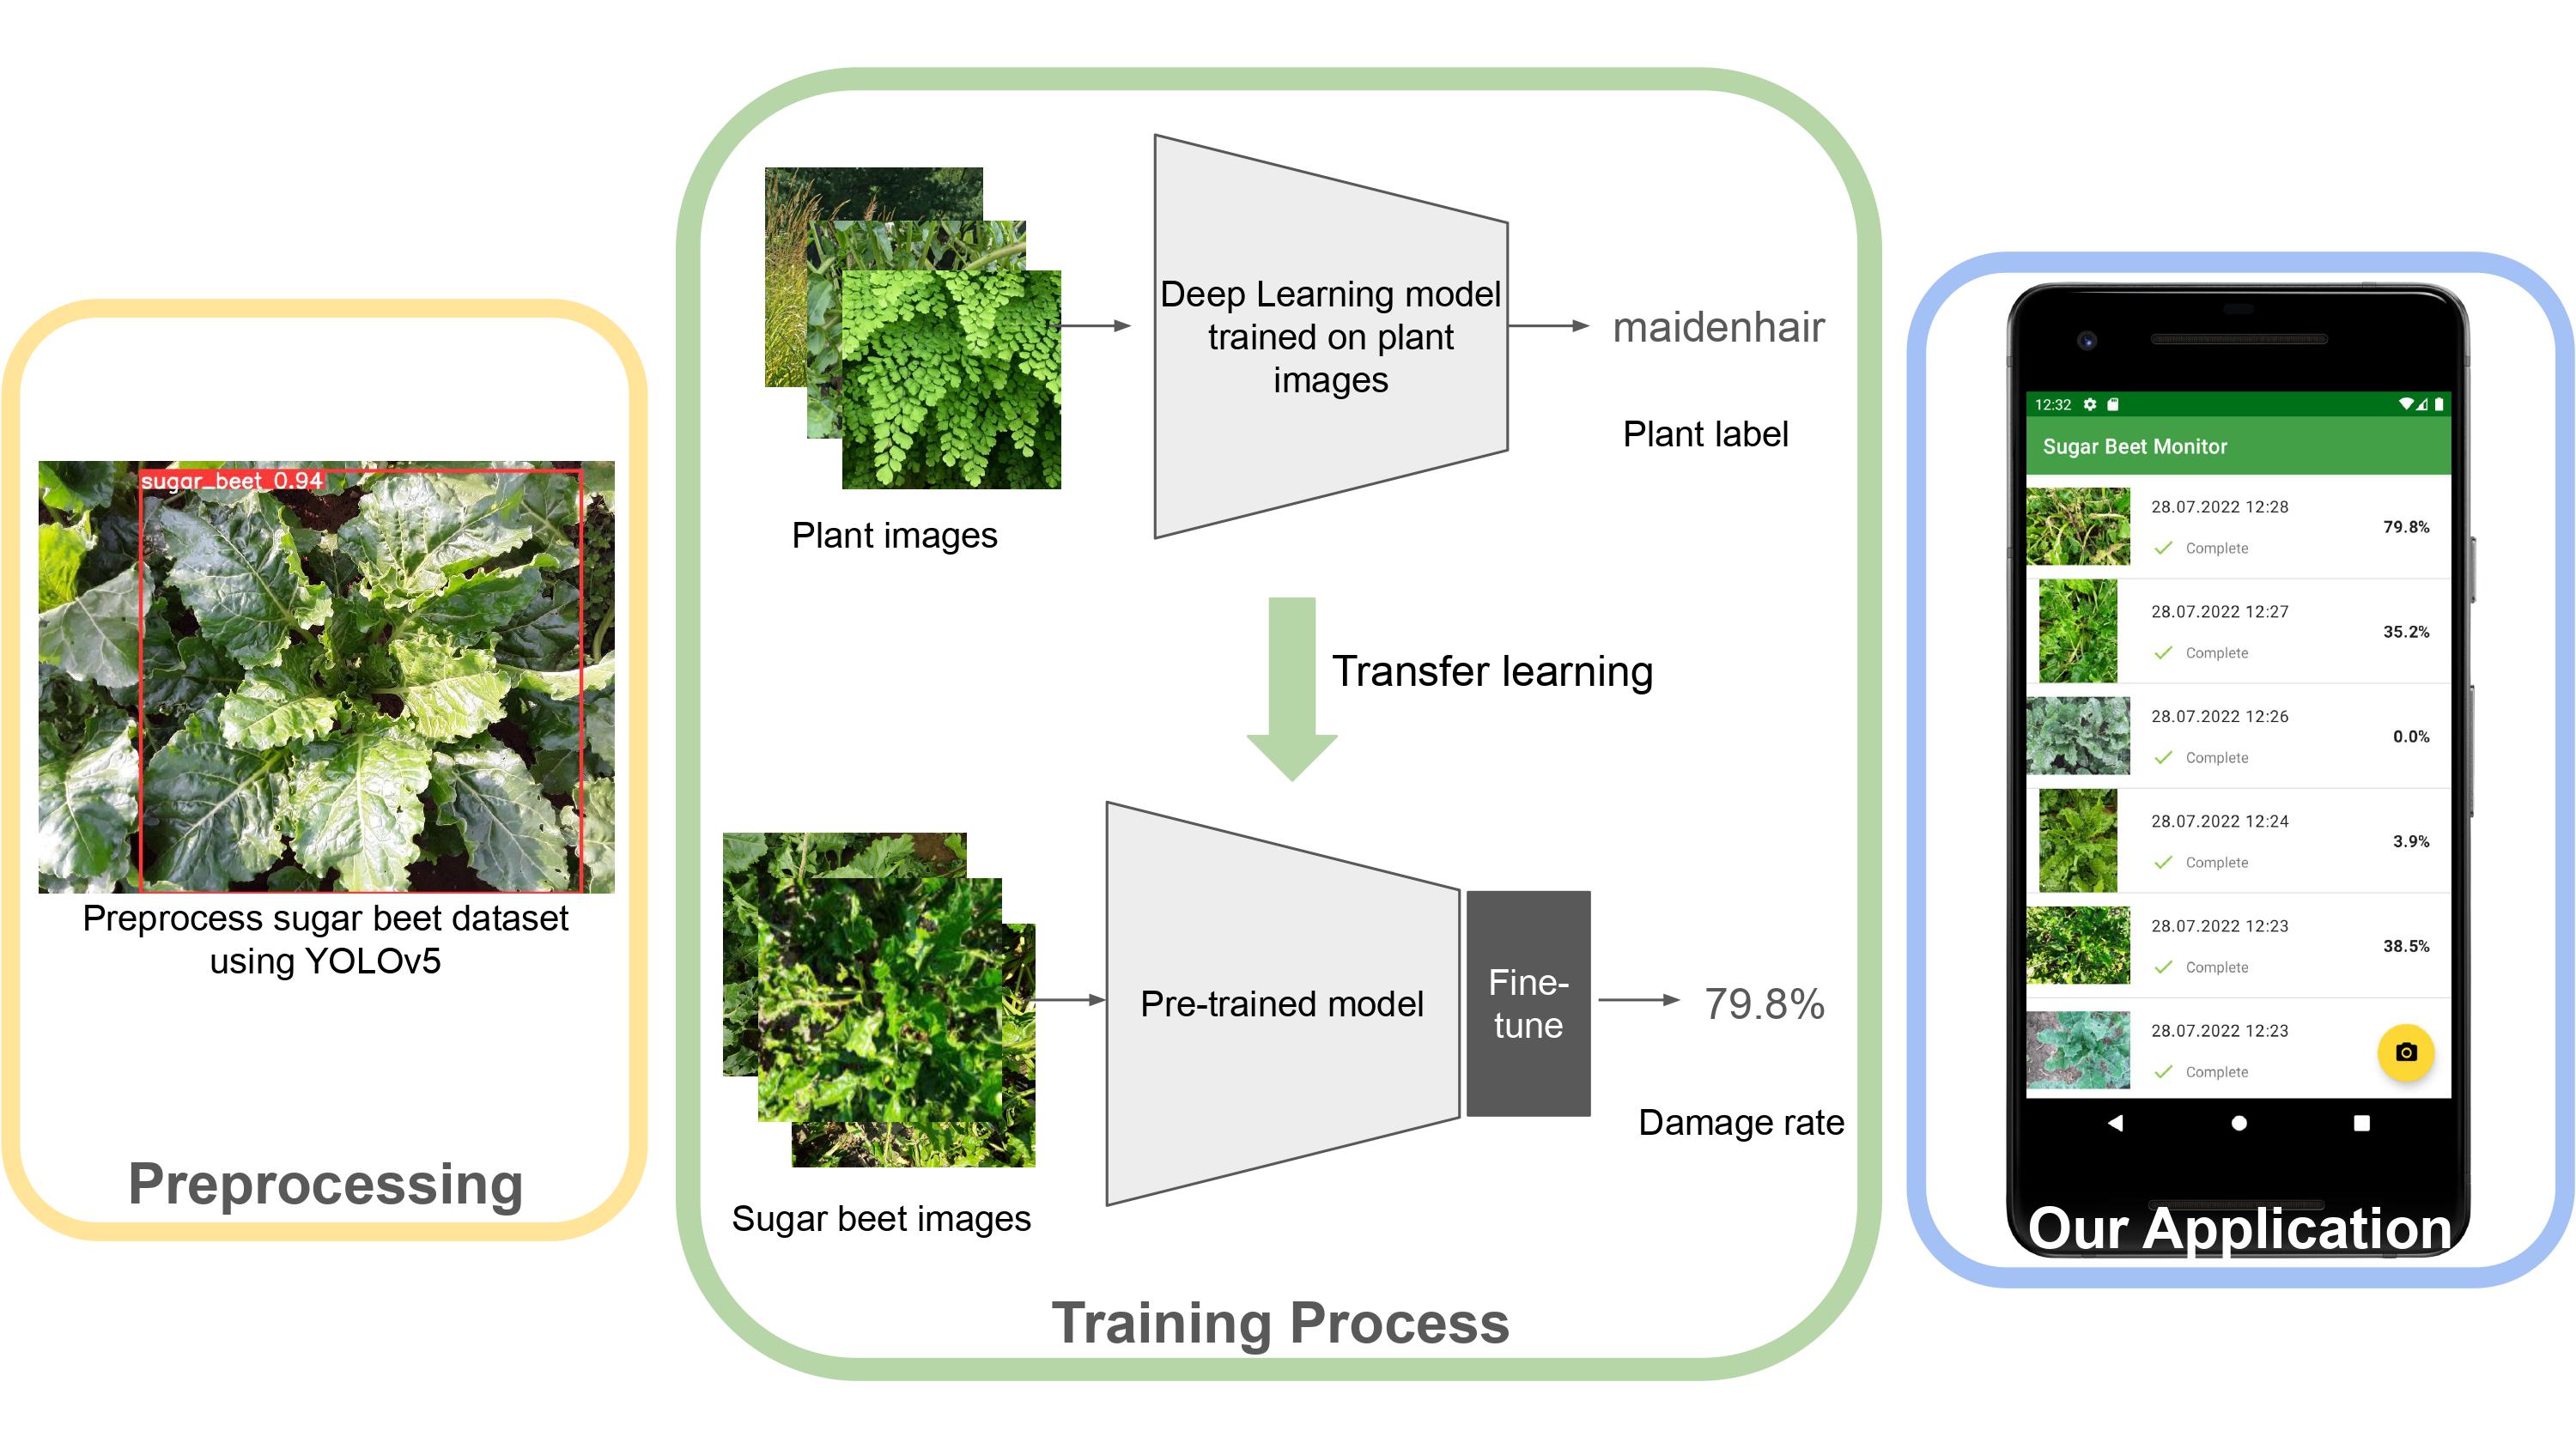 sugar_beet 0.94
Preprocess sugar beet dataset
using YOLOv5
Preprocessing
Deep Learning model
trained on plant
images
maidenhair
Plant label
Plant images
Transfer learning
Pre-trained model
Fine-
tune
79.8%
Damage rate
Sugar beet images
Training Process
12:32
Sugar Beet Monitor
28.07.2022 12:28
79.8%
Complete
28.07.2022 12:27
35.2%
Complete
28.07.2022 12:26
0.0%
Complete
28.07.2022 12:24
3.9%
Complete
28.07.2022 12:23
38.5%
Complete
28.07.2022 12:23
Complete
Our Application